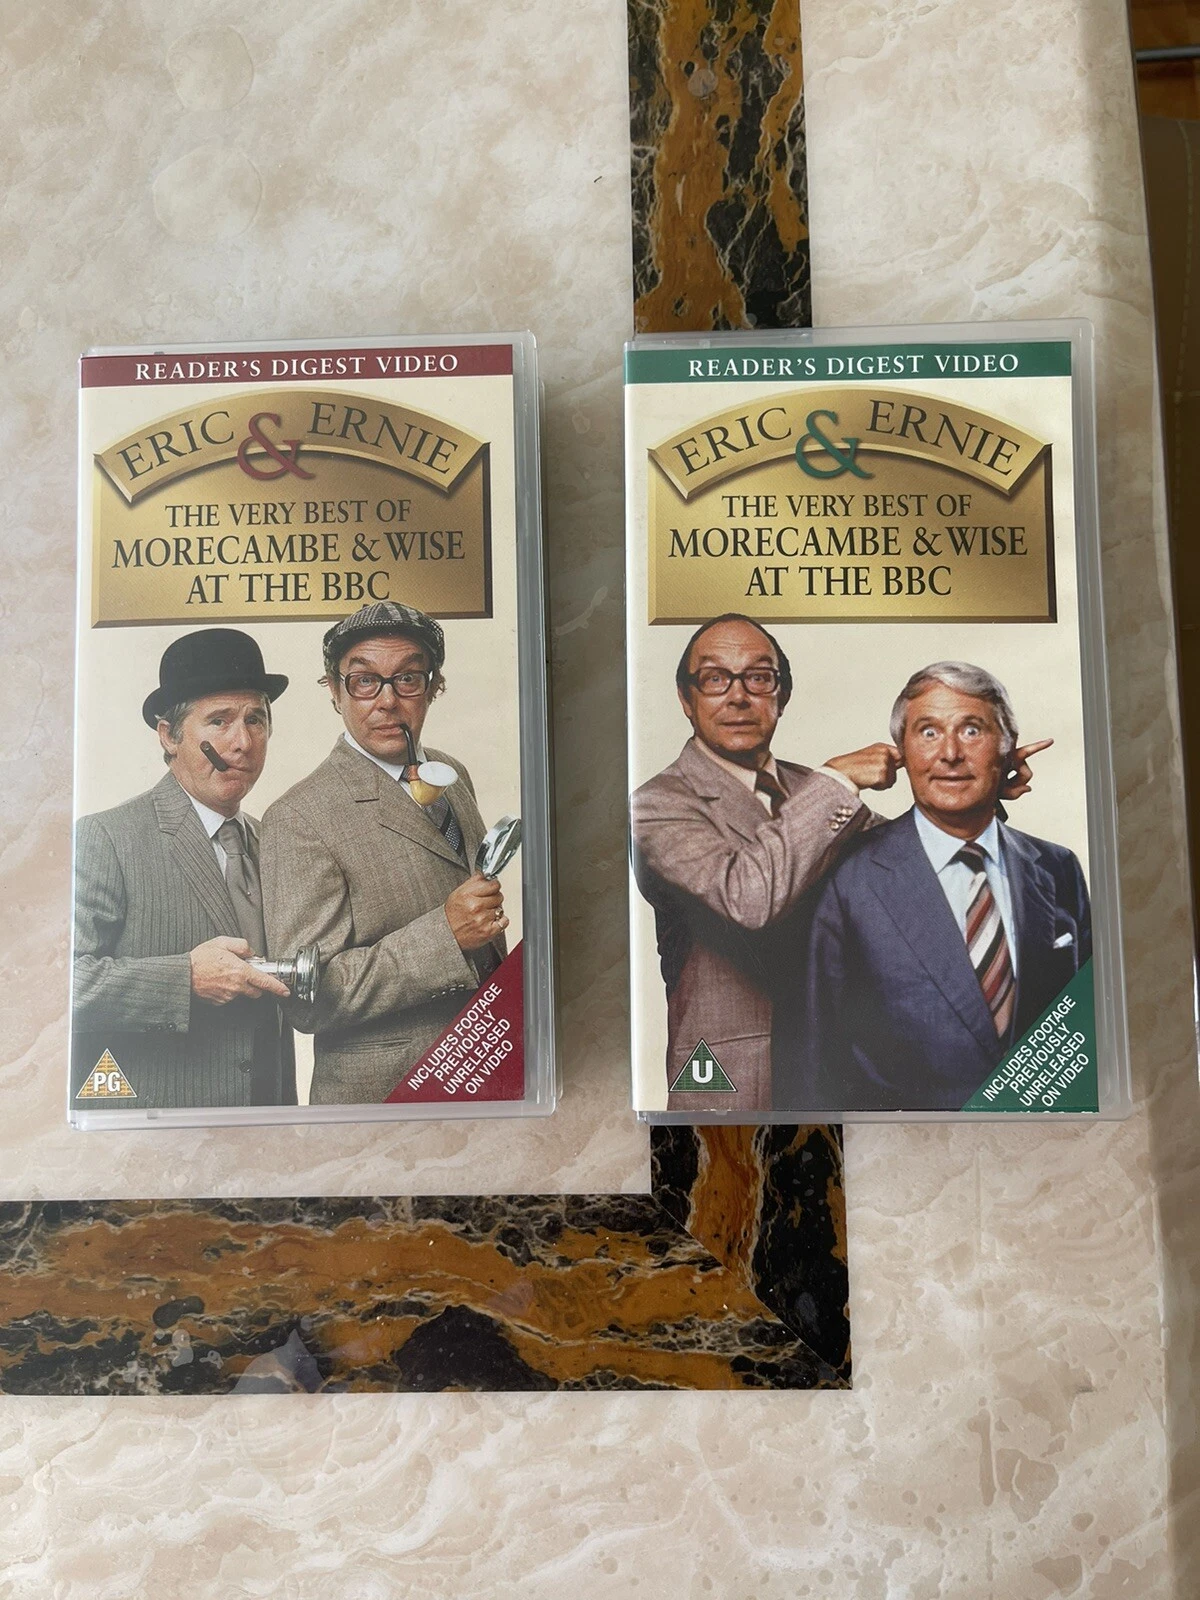 READER'S DIGEST VIDEO
ERIC & ERNIE
THE VERY BEST OF
MORECAMBE & WISE
AT THE BBC
PG
INCLUDES FOOTAGE
PREVIOUSLY
UNRELEASED
ON VIDEO
READER'S DIGEST VIDEO
ERIC & ERNIE
THE VERY BEST OF
MORECAMBE & WISE
AT THE BBC
U
INCLUDES FOOTAGE
PREVIOUSLY
UNRELEASED
ON VIDEO